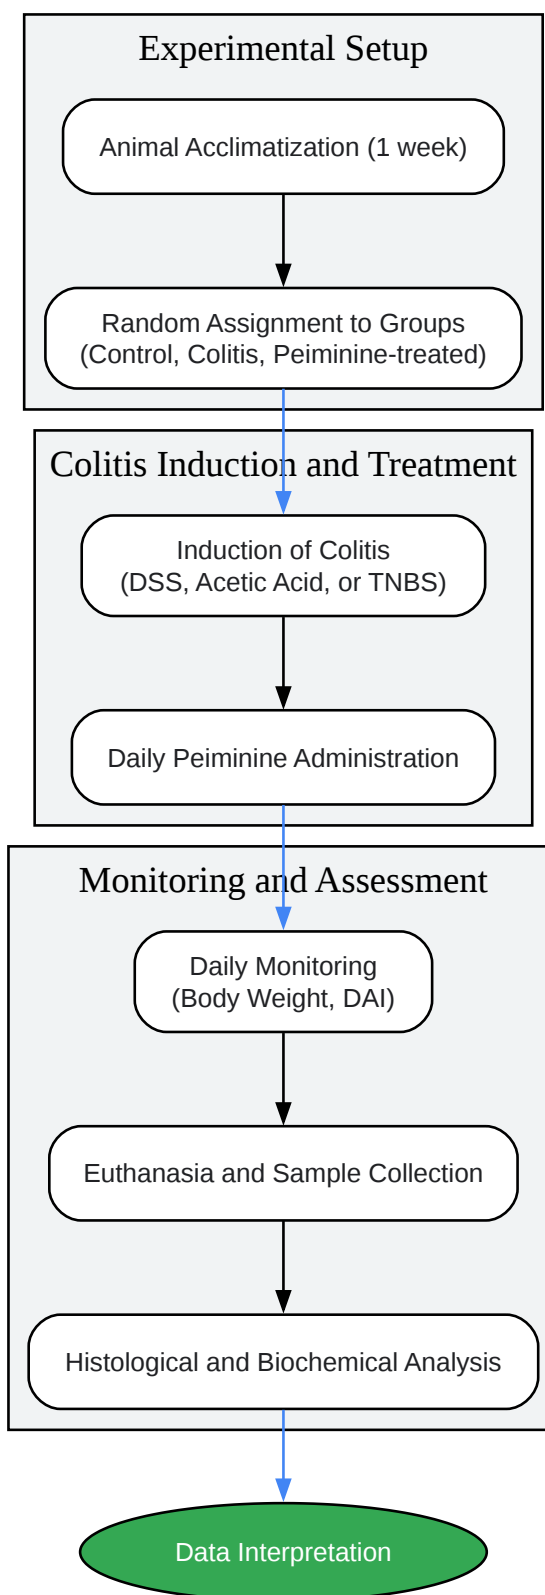 Experimental Setup
Animal Acclimatization (1 week)
Random Assignment to Groups
(Control, Colitis, Peiminine-treated)
Colitis Induction and Treatment
Induction of Colitis
(DSS, Acetic Acid, or TNBS)
Daily Peiminine Administration
Monitoring and Assessment
Daily Monitoring
(Body Weight, DAI)
Euthanasia and Sample Collection
Histological and Biochemical Analysis
Data Interpretation